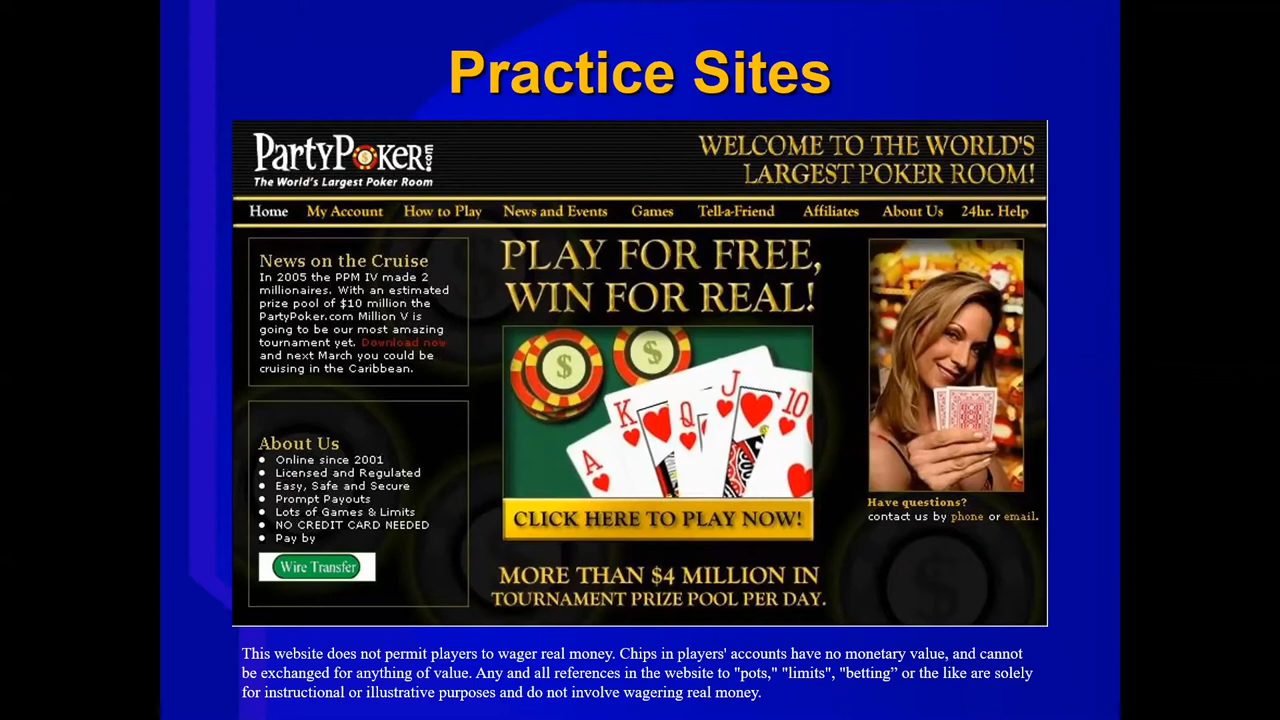 Practice Sites
PartyPoker.com
The World's Largest Poker Room
WELCOME TO THE WORLD'S
LARGEST POKER ROOM!
Home My Account How to Play News and Events Games Tell-a-Friend Affiliates About Us 24hr. Help
News on the Cruise
In 2005 the PPM IV made 2
millionaires. With an estimated
prize pool of $10 million the
PartyPoker.com Million V is
going to be our most amazing
tournament yet. Download now
and next March you could be
cruising in the Caribbean.
About Us
Online since 2001
Licensed and Regulated
Easy, Safe and Secure
Prompt Payouts
Lots of Games & Limits
NO CREDIT CARD NEEDED
Pay by
Wire Transfer
PLAY FOR FREE,
WIN FOR REAL!
$ $
A K Q J 10
CLICK HERE TO PLAY NOW!
MORE THAN $4 MILLION IN
TOURNAMENT PRIZE POOL PER DAY.
Have questions?
contact us by phone or email.
This website does not permit players to wager real money. Chips in players' accounts have no monetary value, and cannot
be exchanged for anything of value. Any and all references in the website to "pots," "limits", "betting” or the like are solely
for instructional or illustrative purposes and do not involve wagering real money.